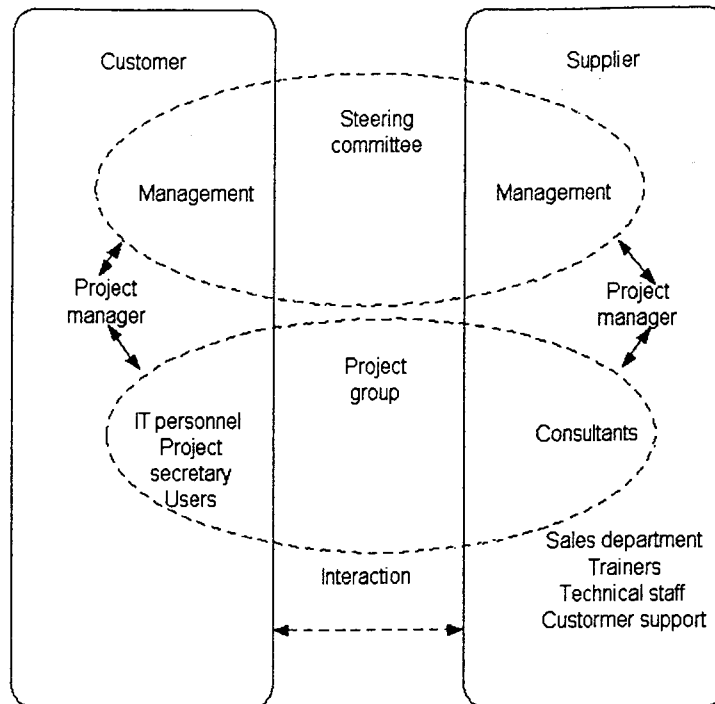 Customer
Supplier
Steering
committee
Management
Management
Project
manager
Project
manager
Project
group
IT personnel
Project
secretary
Users
Consultants
Sales department
Trainers
Technical staff
Custormer support
Interaction